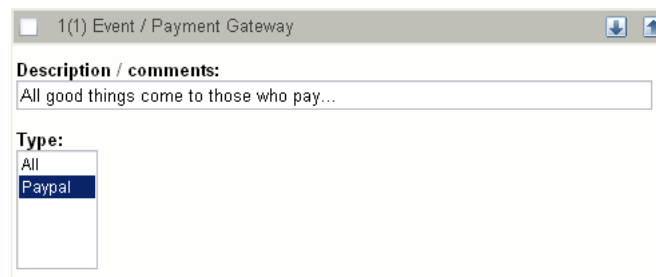 1(1) Event / Payment Gateway
Description / comments:
All good things come to those who pay...
Type:
All
Paypal